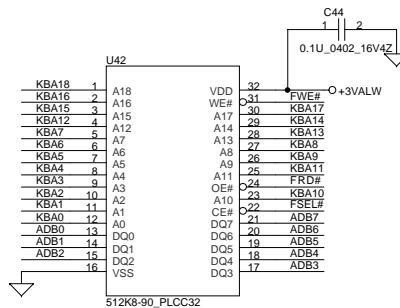 C44
1 2
0.1U_0402_16V4Z
U42
KBA18 1 A18 VDD 32 +3VALW
KBA16 2 A16 WE# 31 FWE#
KBA15 3 A15 A17 30 KBA17
KBA12 4 A12 A14 29 KBA14
KBA7 5 A7 A13 28 KBA13
KBA6 6 A6 A8 27 KBA8
KBA5 7 A5 A9 26 KBA9
KBA4 8 A4 A11 25 KBA11
KBA3 9 A3 OE# 24 FRD#
KBA2 10 A2 A10 23 KBA10
KBA1 11 A1 CE# 22 FSEL#
KBA0 12 A0 DQ7 21 ADB7
ADB0 13 DQ0 DQ6 20 ADB6
ADB1 14 DQ1 DQ5 19 ADB5
ADB2 15 DQ2 DQ4 18 ADB4
16 VSS DQ3 17 ADB3
512K8-90_PLCC32